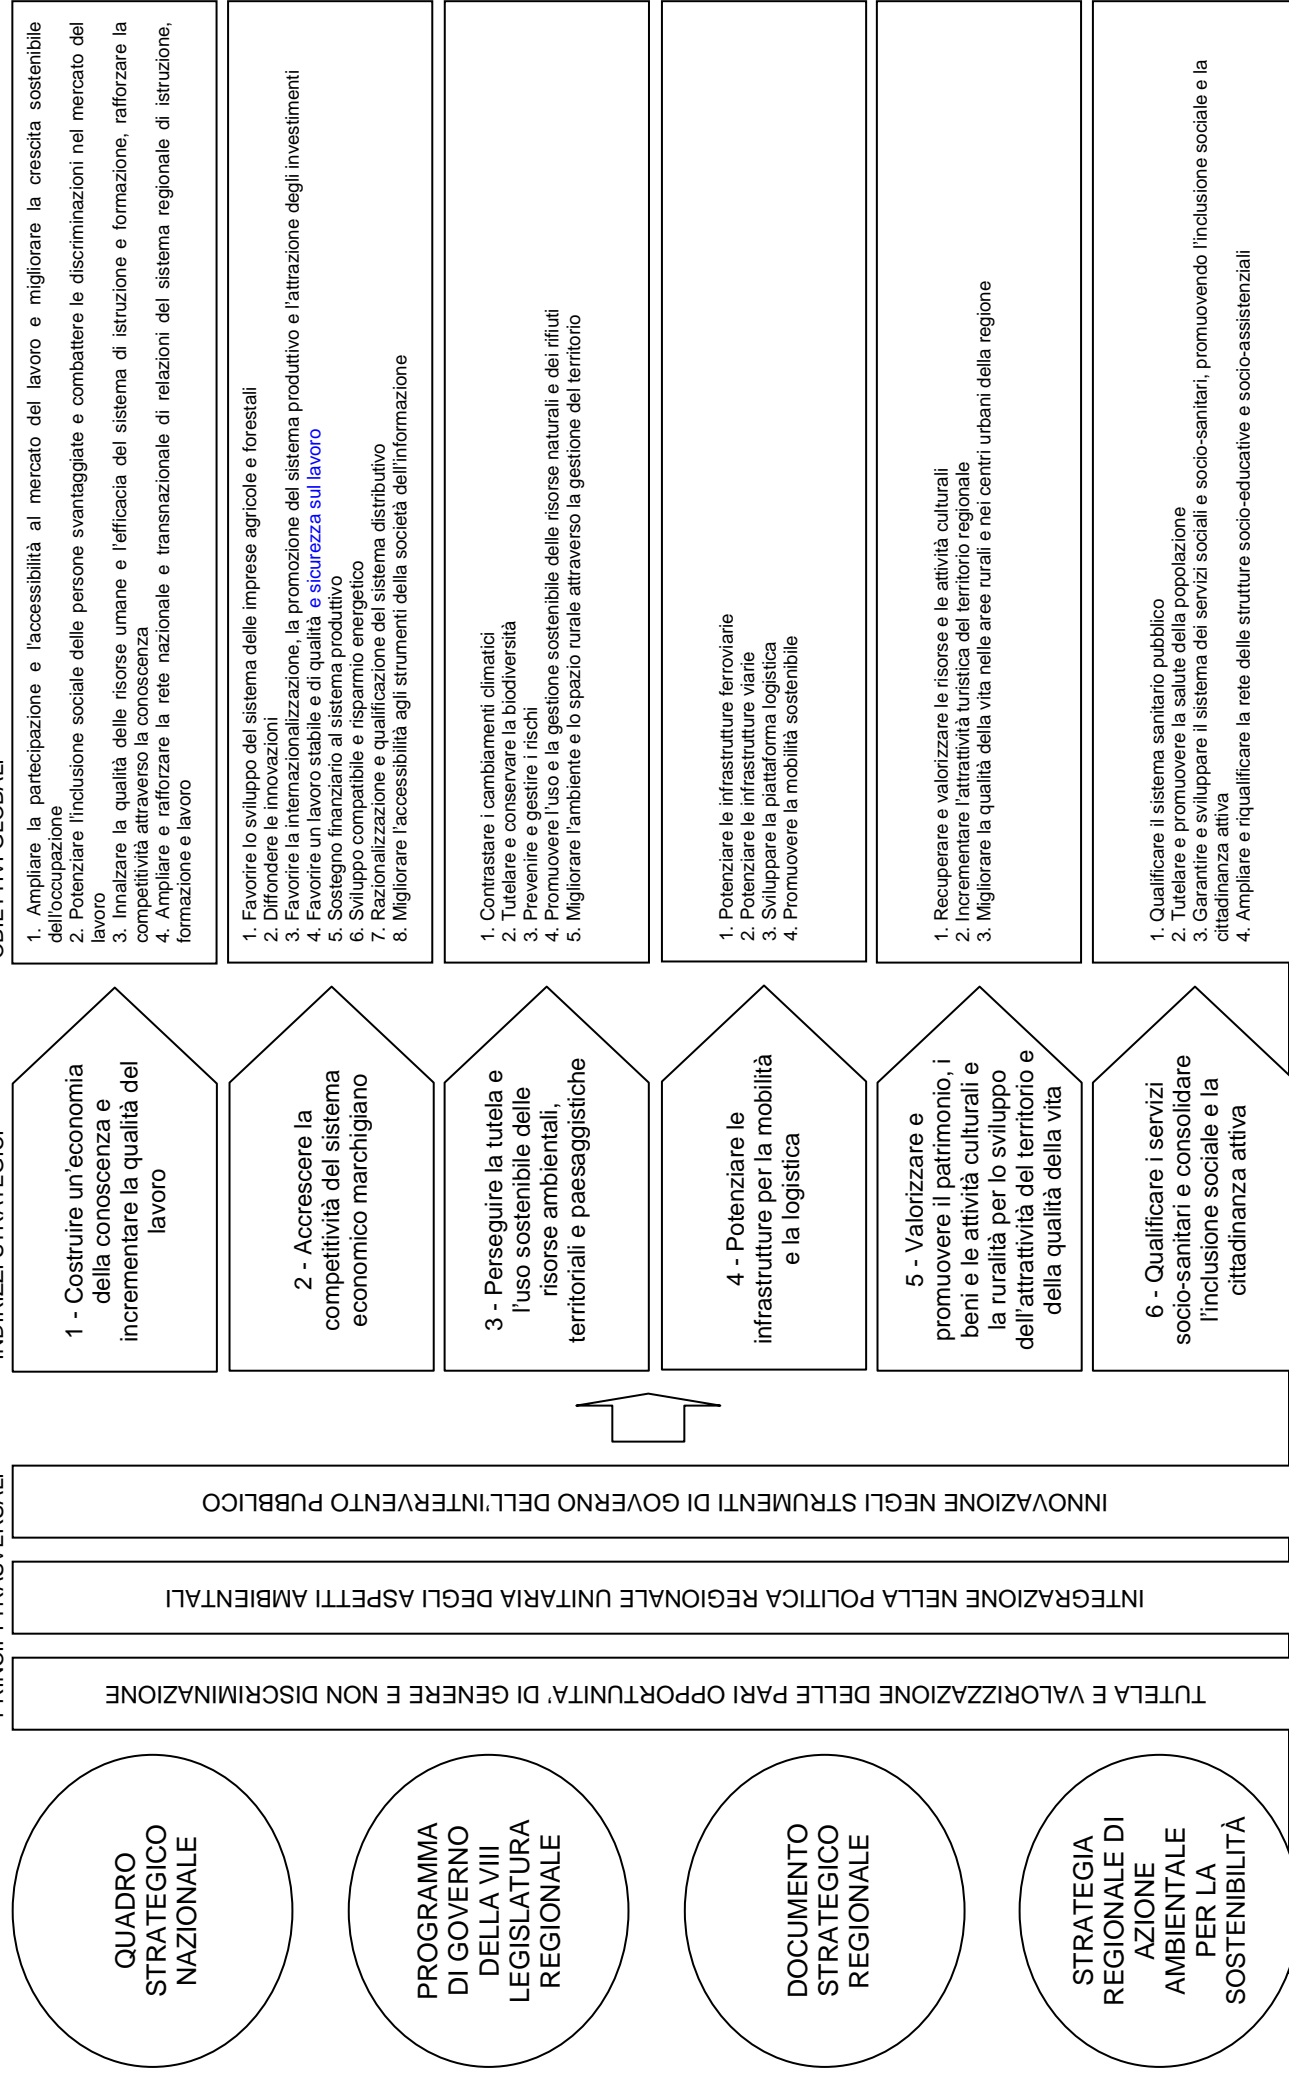 PRINCIPI TRASVERSALI
INDIRIZZI STRATEGICI
OBIETTIVI GLOBALI
QUADRO
STRATEGICO
NAZIONALE
PROGRAMMA
DI GOVERNO
DELLA VIII
LEGISLATURA
REGIONALE
DOCUMENTO
STRATEGICO
REGIONALE
STRATEGIA
REGIONALE DI
AZIONE
AMBIENTALE
PER LA
SOSTENIBILITÀ
TUTELA E VALORIZZAZIONE DELLE PARI OPPORTUNITA' DI GENERE E NON DISCRIMINAZIONE
INTEGRAZIONE NELLA POLITICA REGIONALE UNITARIA DEGLI ASPETTI AMBIENTALI
INNOVAZIONE NEGLI STRUMENTI DI GOVERNO DELL'INTERVENTO PUBBLICO
1 - Costruire un'economia
della conoscenza e
incrementare la qualità del
lavoro
1. Ampliare la partecipazione e l'accessibilità al mercato del lavoro e migliorare la crescita sostenibile
dell'occupazione
2. Potenziare l'inclusione sociale delle persone svantaggiate e combattere le discriminazioni nel mercato del
lavoro
3. Innalzare la qualità delle risorse umane e l'efficacia del sistema di istruzione e formazione, rafforzare la
competitività attraverso la conoscenza
4. Ampliare e rafforzare la rete nazionale e transnazionale di relazioni del sistema regionale di istruzione,
formazione e lavoro
2 - Accrescere la
competitività del sistema
economico marchigiano
1. Favorire lo sviluppo del sistema delle imprese agricole e forestali
2. Diffondere le innovazioni
3. Favorire la internazionalizzazione, la promozione del sistema produttivo e l'attrazione degli investimenti
4. Favorire un lavoro stabile e di qualità e sicurezza sul lavoro
5. Sostegno finanziario al sistema produttivo
6. Sviluppo compatibile e risparmio energetico
7. Razionalizzazione e qualificazione del sistema distributivo
8. Migliorare l'accessibilità agli strumenti della società dell'informazione
3 - Perseguire la tutela e
l'uso sostenibile delle
risorse ambientali,
territoriali e paesaggistiche
1. Contrastare i cambiamenti climatici
2. Tutelare e conservare la biodiversità
3. Prevenire e gestire i rischi
4. Promuovere l'uso e la ggestione sostenibile delle risorse naturali e dei rifiuti
5. Migliorare l'ambiente e lo spazio rurale attraverso la gestione del territorio
4 - Potenziare le
infrastrutture per la mobilità
e la logistica
1. Potenziare le infrastrutture ferroviarie
2. Potenziare le infrastrutture viarie
3. Sviluppare la piattaforma logistica
4. Promuovere la mobilità sostenibile
5 - Valorizzare e
promuovere il patrimonio, i
beni e le attività culturali e
la ruralità per lo sviluppo
dell'attrattività del territorio e
della qualità della vita
1. Recuperare e valorizzare le risorse e le attività culturali
2. Incrementare l'attrattività turistica del territorio regionale
3. Migliorare la qualità della vita nelle aree rurali e nei centri urbani della regione
6 - Qualificare i servizi
socio-sanitari e consolidare
l'inclusione sociale e la
cittadinanza attiva
1. Qualificare il sistema sanitario pubblico
2. Tutelare e promuovere la salute della popolazione
3. Garantire e sviluppare il sistema dei servizi sociali e socio-sanitari, promuovendo l'inclusione sociale e la
cittadinanza attiva
4. Ampliare e riqualificare la rete delle strutture socio-educative e socio-assistenziali